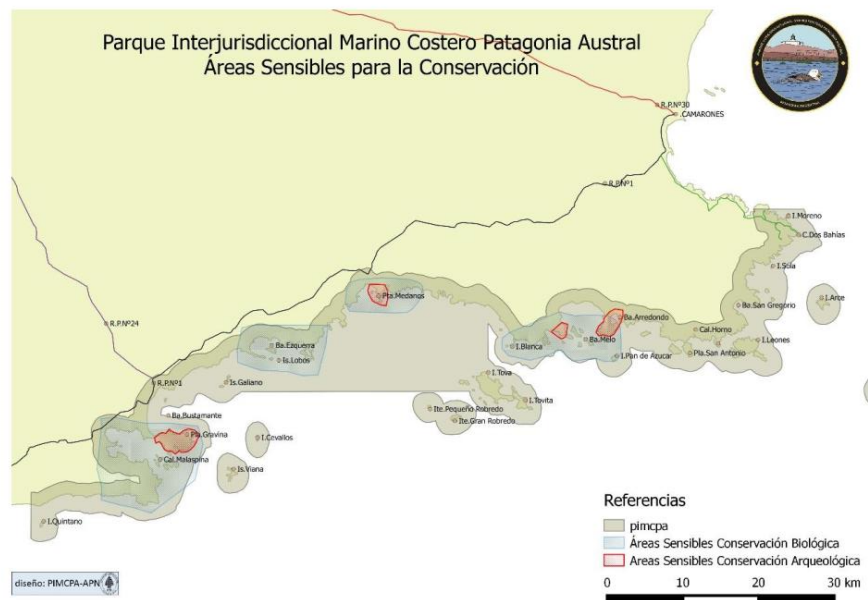 Parque Interjurisdiccional Marino Costero Patagonia Austral
Áreas Sensibles para la Conservación
R.P.Nº30
CAMARONES
R.P.Nº1
I.Moreno
C.Dos Bahías
I.Sola
I.Arce
Ba.San Gregorio
Pta.Medanos
Ba.Arredondo
Cal.Horno
I.Leones
R.P.Nº24
Ba.Ezquerra
I.Blanca
Ba.Melo
Is.Lobos
I.Pan de Azucar
Pla.San Antonio
I.Tova
R.P.Nº1
Is.Galiano
I.Tovita
Ite.Pequeño Robredo
Ba.Bustamante
Ite.Gran Robredo
Pla.Gravina
I.Cevallos
Cal.Malaspina
Is.Viana
I.Quintano
Referencias
pimcpa
Áreas Sensibles Conservación Biológica
Areas Sensibles Conservación Arqueológica
0 10 20 30 km
diseño: PIMCPA-APN